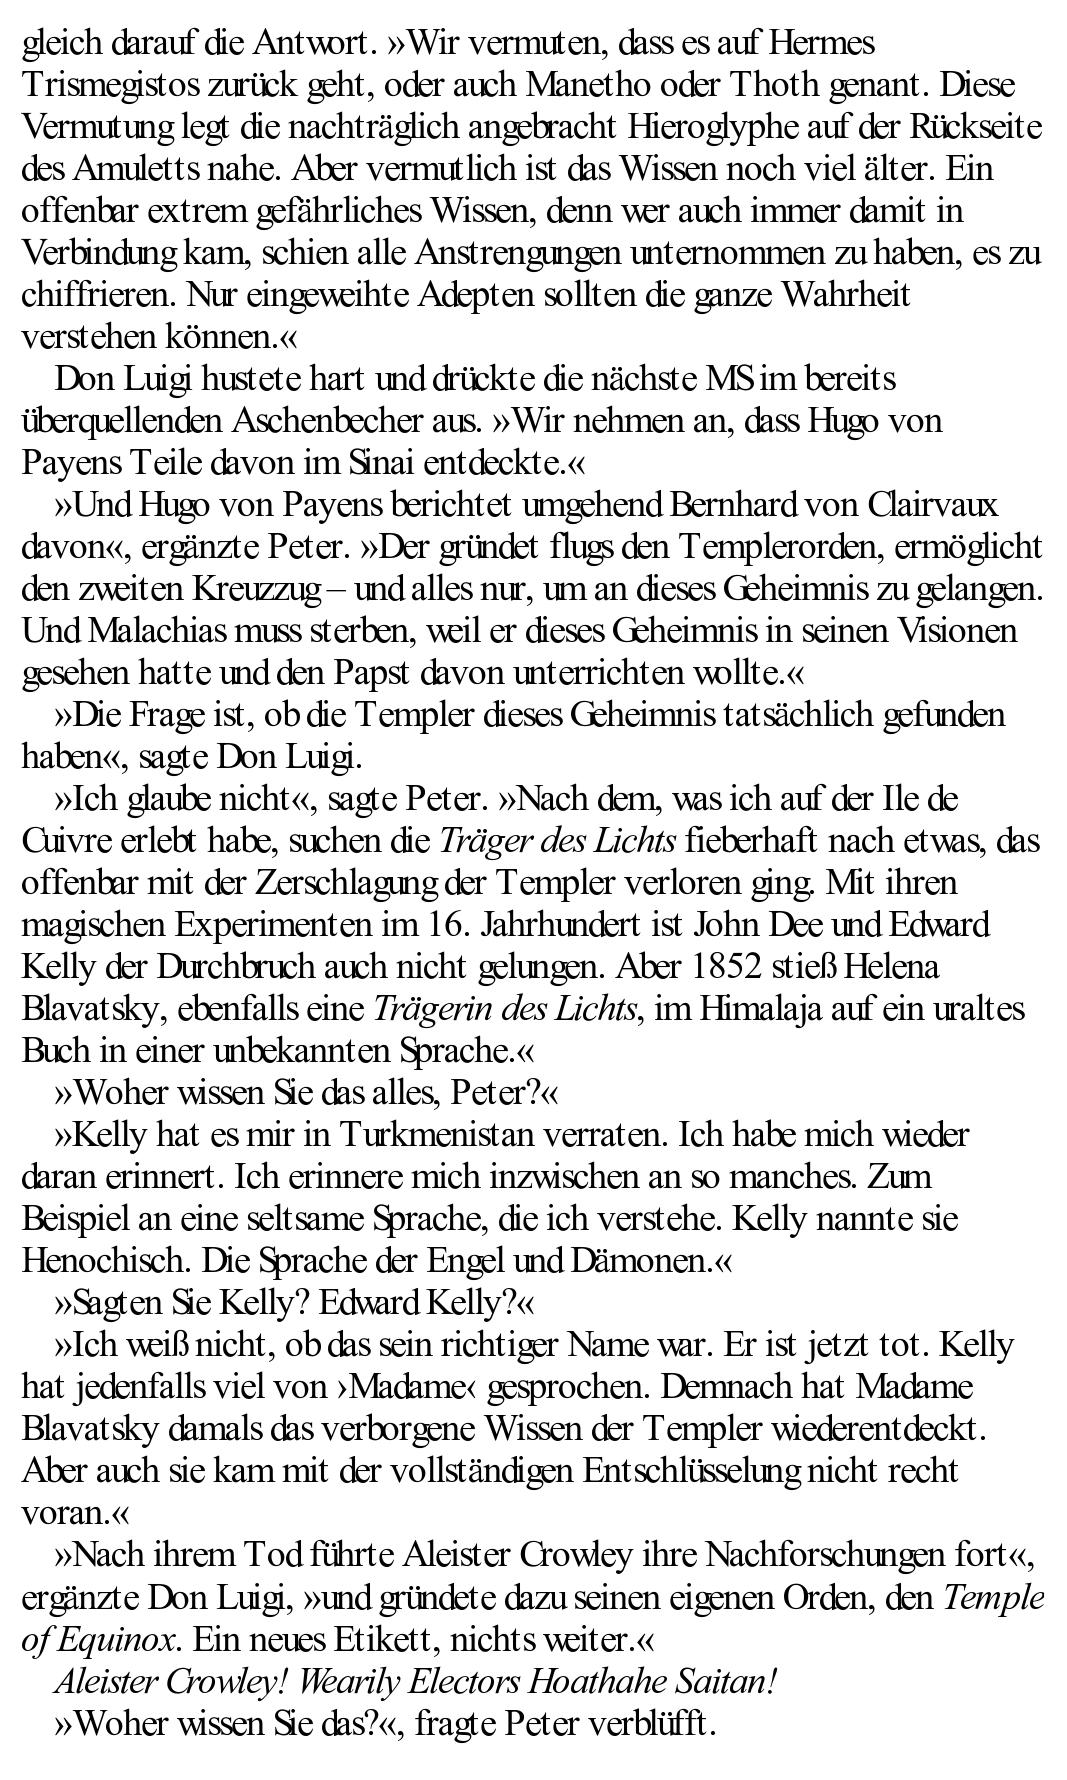 gleich darauf die Antwort. »Wir vermuten, dass es auf Hermes
Trismegistos zurück geht, oder auch Manetho oder Thoth genant. Diese
Vermutung legt die nachträglich angebracht Hieroglyphe auf der Rückseite
des Amuletts nahe. Aber vermutlich ist das Wissen noch viel älter. Ein
offenbar extrem gefährliches Wissen, denn wer auch immer damit in
Verbindung kam, schien alle Anstrengungen unternommen zu haben, es zu
chiffrieren. Nur eingeweihte Adepten sollten die ganze Wahrheit
verstehen können.«
Don Luigi hustete hart und drückte die nächste MS im bereits
überquellenden Aschenbecher aus. »Wir nehmen an, dass Hugo von
Payens Teile davon im Sinai entdeckte.«
»Und Hugo von Payens berichtet umgehend Bernhard von Clairvaux
davon«, ergänzte Peter. »Der gründet flugs den Templerorden, ermöglicht
den zweiten Kreuzzug – und alles nur, um an dieses Geheimnis zu gelangen.
Und Malachias muss sterben, weil er dieses Geheimnis in seinen Visionen
gesehen hatte und den Papst davon unterrichten wollte.«
»Die Frage ist, ob die Templer dieses Geheimnis tatsächlich gefunden
haben«, sagte Don Luigi.
»Ich glaube nicht«, sagte Peter. »Nach dem, was ich auf der Ile de
Cuivre erlebt habe, suchen die Träger des Lichts fieberhaft nach etwas, das
offenbar mit der Zerschlagung der Templer verloren ging. Mit ihren
magischen Experimenten im 16. Jahrhundert ist John Dee und Edward
Kelly der Durchbruch auch nicht gelungen. Aber 1852 stieß Helena
Blavatsky, ebenfalls eine Trägerin des Lichts, im Himalaja auf ein uraltes
Buch in einer unbekannten Sprache.«
»Woher wissen Sie das alles, Peter?«
»Kelly hat es mir in Turkmenistan verraten. Ich habe mich wieder
daran erinnert. Ich erinnere mich inzwischen an so manches. Zum
Beispiel an eine seltsame Sprache, die ich verstehe. Kelly nannte sie
Henochisch. Die Sprache der Engel und Dämonen.«
»Sagten Sie Kelly? Edward Kelly?«
»Ich weiß nicht, ob das sein richtiger Name war. Er ist jetzt tot. Kelly
hat jedenfalls viel von ›Madame‹ gesprochen. Demnach hat Madame
Blavatsky damals das verborgene Wissen der Templer wiederentdeckt.
Aber auch sie kam mit der vollständigen Entschlüsselung nicht recht
voran.«
»Nach ihrem Tod führte Aleister Crowley ihre Nachforschungen fort«,
ergänzte Don Luigi, »und gründete dazu seinen eigenen Orden, den Temple
of Equinox. Ein neues Etikett, nichts weiter.«
Aleister Crowley! Wearily Electors Hoathahe Saitan!
»Woher wissen Sie das?«, fragte Peter verblüfft.